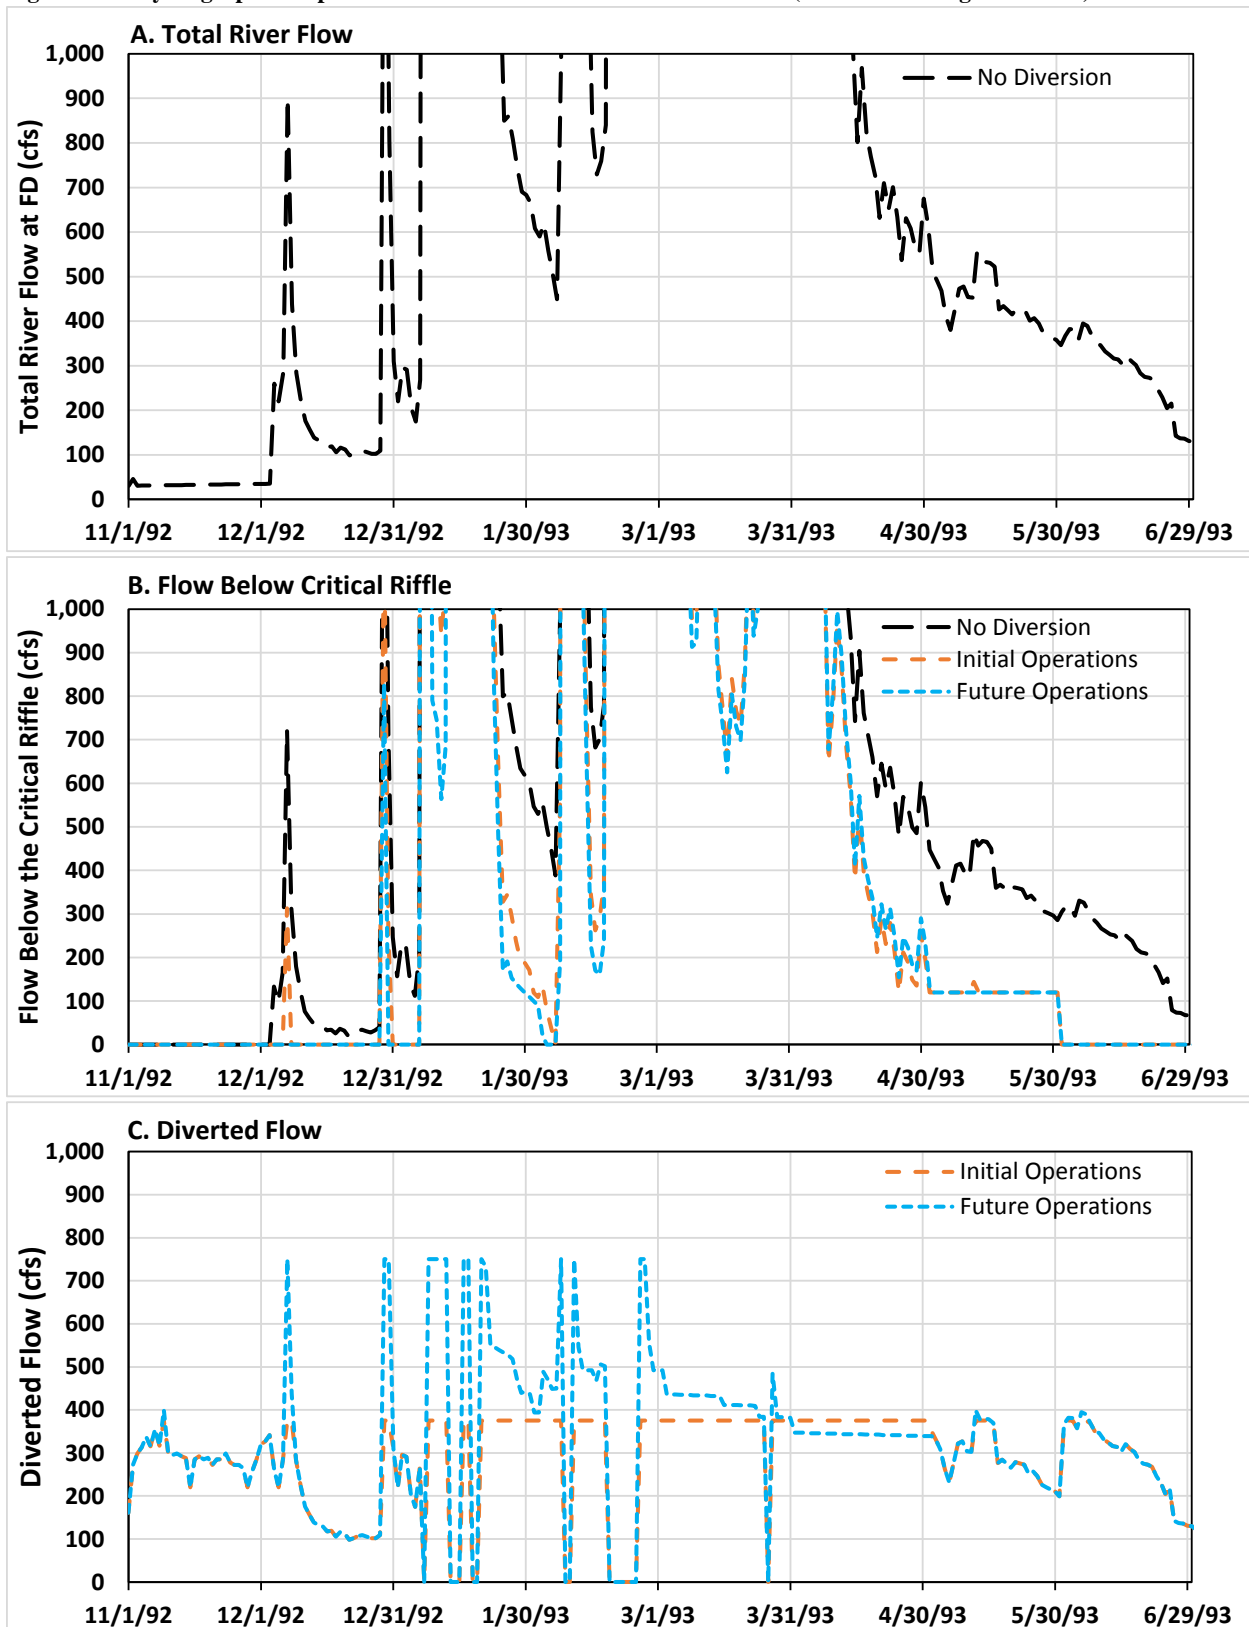 A. Total River Flow
Total River Flow at FD (cfs)
1,000
900
800
700
600
500
400
300
200
100
0
No Diversion
11/1/92 12/1/92 12/31/92 1/30/93 3/1/93 3/31/93 4/30/93 5/30/93 6/29/93
B. Flow Below Critical Riffle
Flow Below the Critical Riffle (cfs)
1,000
900
800
700
600
500
400
300
200
100
0
No Diversion
Initial Operations
Future Operations
11/1/92 12/1/92 12/31/92 1/30/93 3/1/93 3/31/93 4/30/93 5/30/93 6/29/93
C. Diverted Flow
Diverted Flow (cfs)
1,000
900
800
700
600
500
400
300
200
100
0
Initial Operations
Future Operations
11/1/92 12/1/92 12/31/92 1/30/93 3/1/93 3/31/93 4/30/93 5/30/93 6/29/93